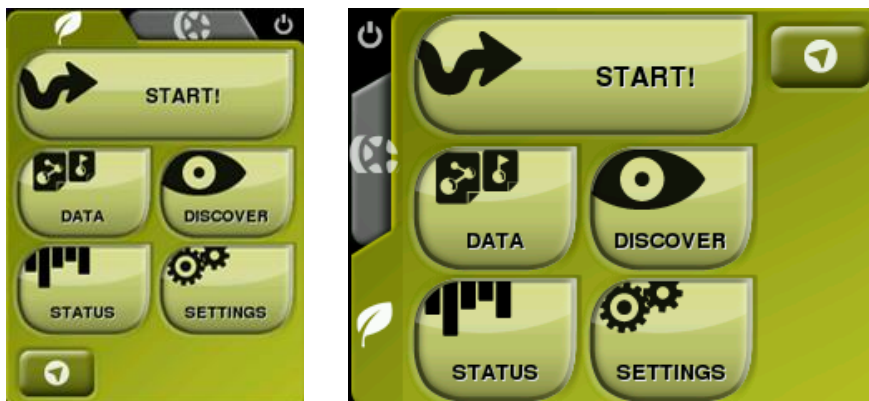 START!
DATA
DISCOVER
STATUS
SETTINGS
START!
DATA
DISCOVER
STATUS
SETTINGS